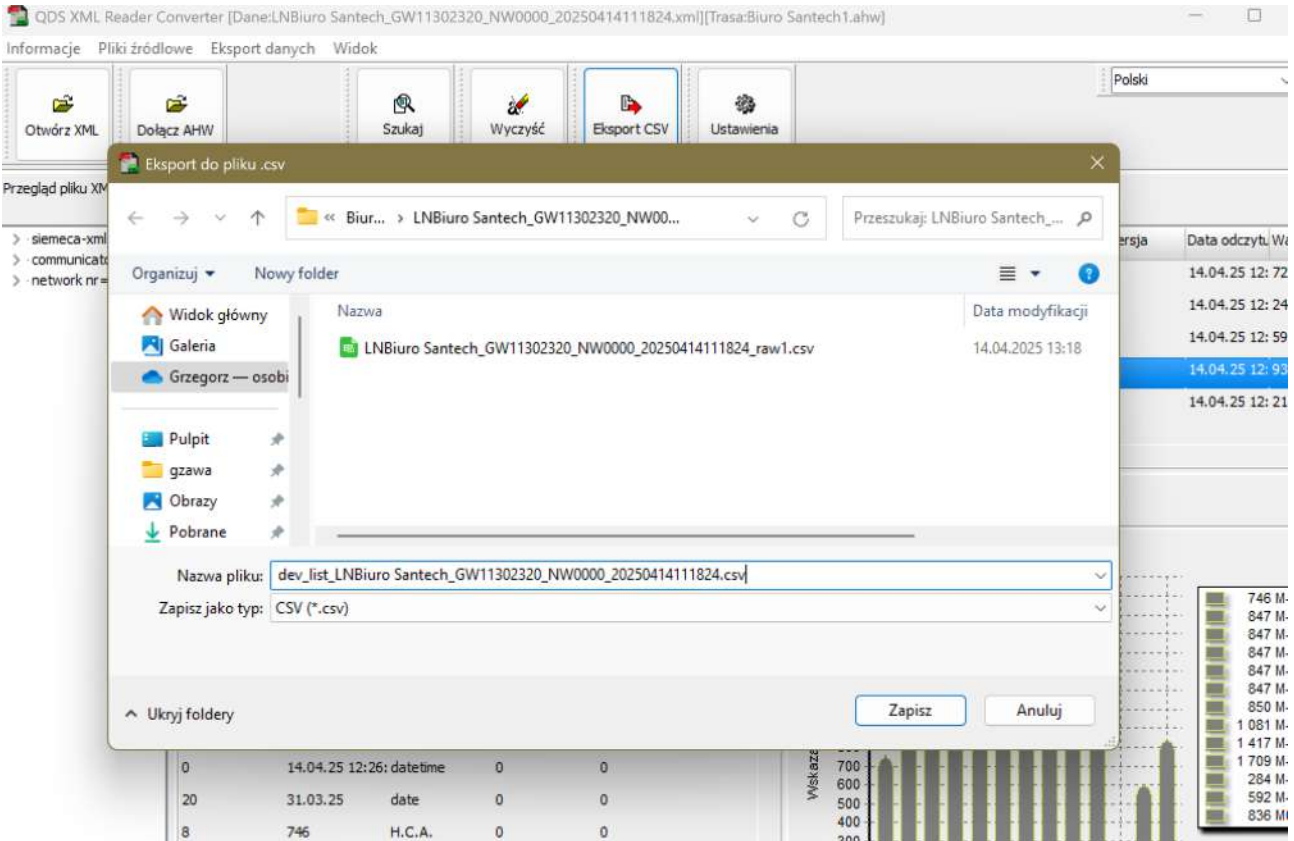 QDS XML Reader Converter [Dane:LNBiuro Santech_GW11302320_NW0000_20250414111824.xml][Trasa:Biuro Santech1.ahw]
Informacje Pliki źródłowe Eksport danych Widok
Polski
Otwórz XML Dołącz AHW Szukaj Wyczyść Eksport CSV Ustawienia
Eksport do pliku .csv
Przegląd pliku XM
« Biur... > LNBiuro Santech_GW11302320_NW00... Przeszukaj: LNBiuro Santech_...
siemeca-xml ersja Data odczytu Wa
communicato
network nr=
Organizuj Nowy folder
14.04.25 12: 72
Widok główny Nazwa Data modyfikacji
14.04.25 12: 24
Galeria LNBiuro Santech_GW11302320_NW0000_20250414111824_raw1.csv 14.04.2025 13:18
14.04.25 12: 59
Grzegorz — osobi
14.04.25 12: 93
14.04.25 12: 21
Pulpit
gzawa
Obrazy
Pobrane
Nazwa pliku: dev_list_LNBiuro Santech_GW11302320_NW0000_20250414111824.csv
Zapisz jako typ: CSV (*.csv)
Ukryj foldery Zapisz Anuluj
746 M-
847 M-
847 M-
847 M-
847 M-
847 M-
850 M-
1 081 M-
1 417 M-
1 709 M-
284 M-
592 M-
836 M
Wskaza
700
600
500
400
0 14.04.25 12:26: datetime 0 0
20 31.03.25 date 0 0
8 746 H.C.A. 0 0